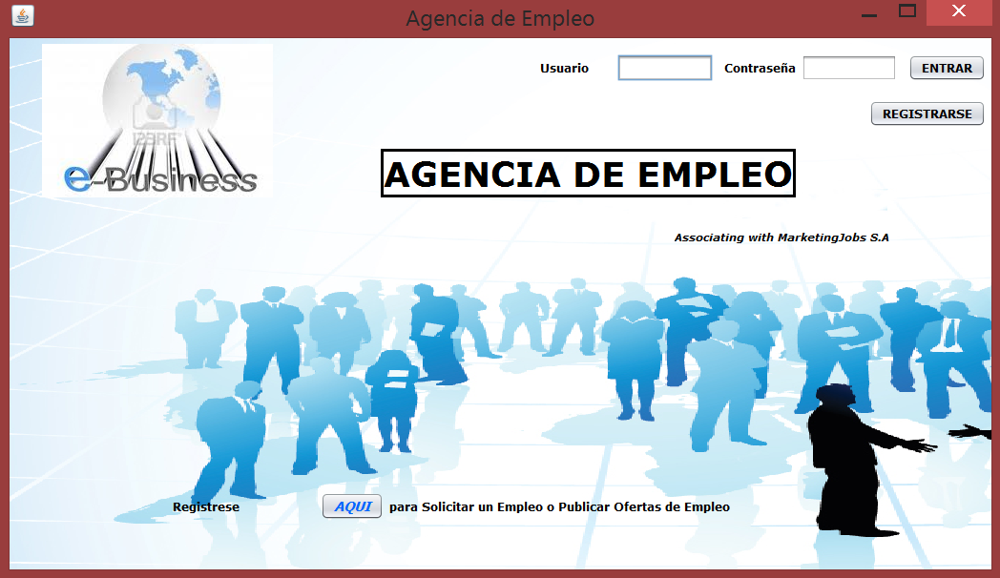 Agencia de Empleo
Usuario Contraseña ENTRAR
REGISTRARSE
123RF
e-Business
AGENCIA DE EMPLEO
Associating with MarketingJobs S.A
Registrese AQUI para Solicitar un Empleo o Publicar Ofertas de Empleo